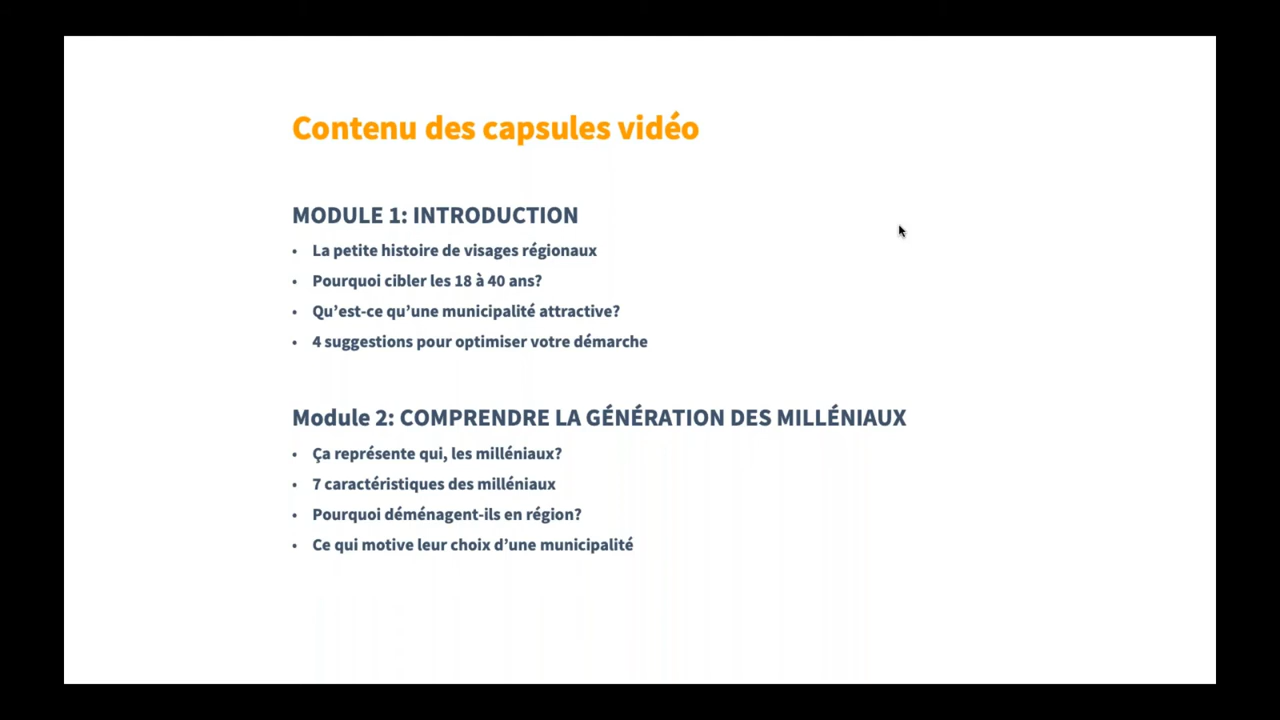 Contenu des capsules vidéo
MODULE 1: INTRODUCTION
• La petite histoire de visages régionaux
• Pourquoi cibler les 18 à 40 ans?
• Qu’est-ce qu’une municipalité attractive?
• 4 suggestions pour optimiser votre démarche
Module 2: COMPRENDRE LA GÉNÉRATION DES MILLÉNIAUX
• Ça représente qui, les milléniaux?
• 7 caractéristiques des milléniaux
• Pourquoi déménagent-ils en région?
• Ce qui motive leur choix d’une municipalité